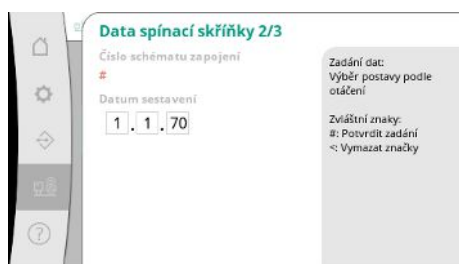 Data spínací skříňky 2/3
Číslo schématu zapojení
#
Datum sestavení
1 . 1 . 70
Zadání dat:
Výběr postavy podle
otáčení
Zvláštní znaky:
#: Potvrdit zadání
<: Vymazat značky
?